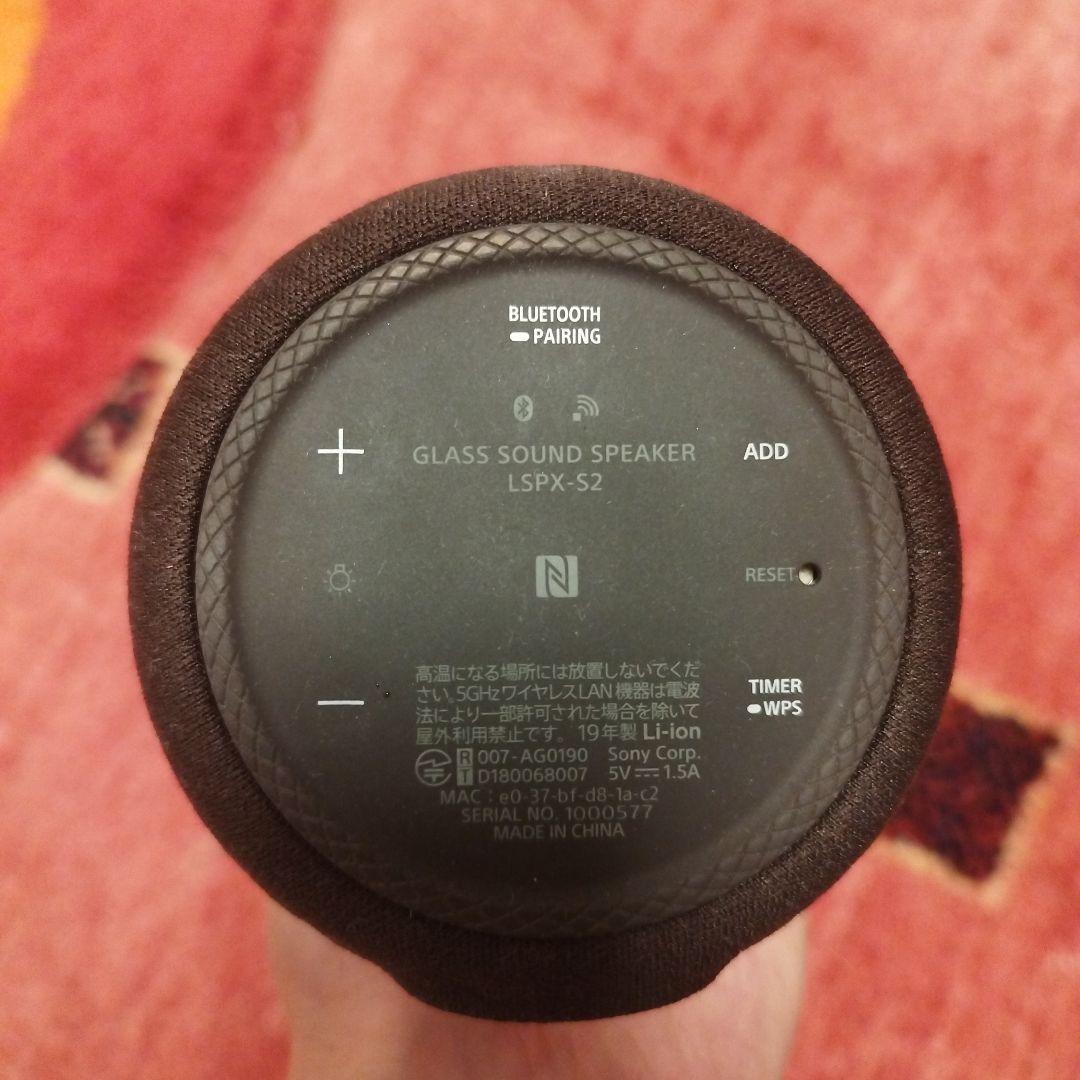 BLUETOOTH
PAIRING
GLASS SOUND SPEAKER
LSPX-S2
ADD
RESET
高温になる場所には放置しないでくだ
さい。5GHzワイヤレスLAN機器は電波
法により一部許可された場合を除いて
屋外利用禁止です。 19年製 Li-ion
R 007-AG0190 Sony Corp.
T D180068007 5V⎓1.5A
MAC : e0-37-bf-d8-1a-c2
SERIAL NO. 1000577
MADE IN CHINA
TIMER
WPS